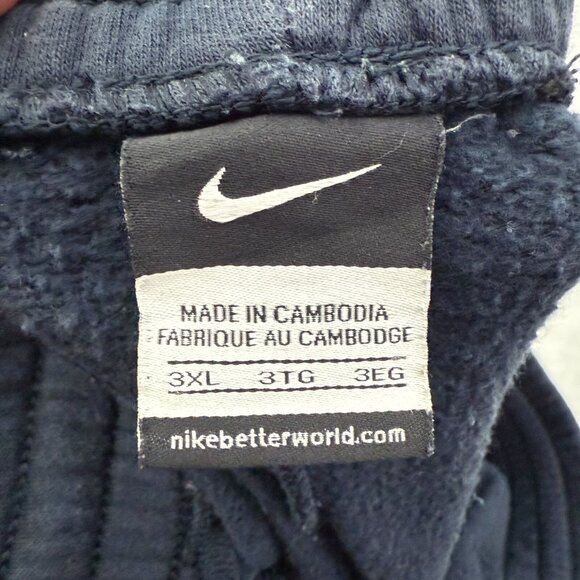 MADE IN CAMBODIA
FABRIQUE AU CAMBODGE
3XL 3TG 3EG
nikebetterworld.com